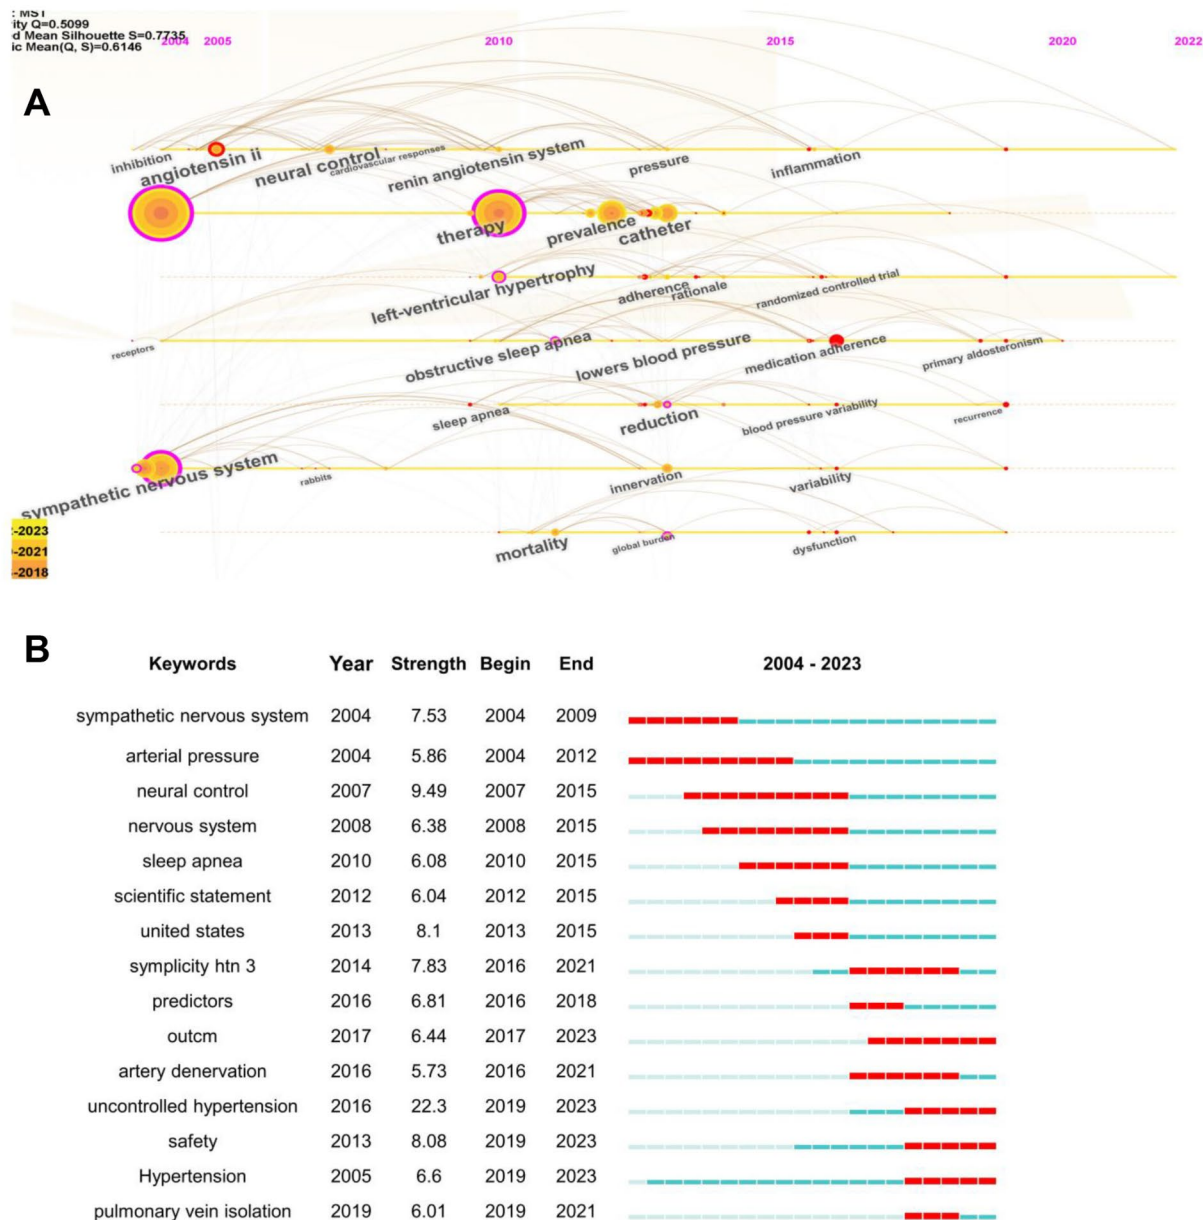 : MST
ity Q=0.5099
d Mean Silhouette S=0.7735
ic Mean(Q, S)=0.6146
2004 2005 2010 2015 2020 2022
A
inhibition
angiotensin ii
neural control
cardiovascular responses
renin angiotensin system
pressure
inflammation
therapy
prevalence
catheter
left-ventricular hypertrophy
adherence
rationale
randomized controlled trial
receptors
obstructive sleep apnea
lowers blood pressure
medication adherence
primary aldosteronism
sleep apnea
reduction
blood pressure variability
recurrence
sympathetic nervous system
rabbits
innervation
variability
mortality
global burden
dysfunction
-2023
-2021
-2018
B
Keywords Year Strength Begin End 2004 - 2023
sympathetic nervous system 2004 7.53 2004 2009
arterial pressure 2004 5.86 2004 2012
neural control 2007 9.49 2007 2015
nervous system 2008 6.38 2008 2015
sleep apnea 2010 6.08 2010 2015
scientific statement 2012 6.04 2012 2015
united states 2013 8.1 2013 2015
symplicity htn 3 2014 7.83 2016 2021
predictors 2016 6.81 2016 2018
outcm 2017 6.44 2017 2023
artery denervation 2016 5.73 2016 2021
uncontrolled hypertension 2016 22.3 2019 2023
safety 2013 8.08 2019 2023
Hypertension 2005 6.6 2019 2023
pulmonary vein isolation 2019 6.01 2019 2021